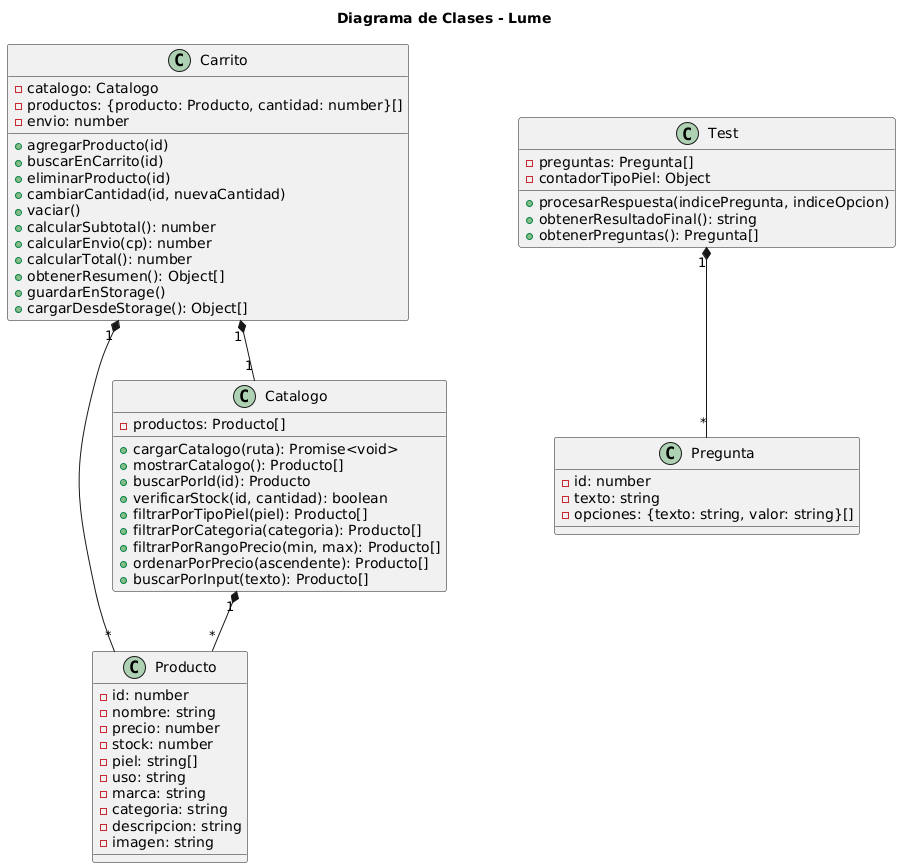 Diagrama de Clases - Lume
C Carrito
catalogo: Catalogo
productos: {producto: Producto, cantidad: number}[]
envio: number
agregarProducto(id)
buscarEnCarrito(id)
eliminarProducto(id)
cambiarCantidad(id, nuevaCantidad)
vaciar()
calcularSubtotal(): number
calcularEnvio(cp): number
calcularTotal(): number
obtenerResumen(): Object[]
guardarEnStorage()
cargarDesdeStorage(): Object[]
C Test
preguntas: Pregunta[]
contadorTipoPiel: Object
procesarRespuesta(indicePregunta, indiceOpcion)
obtenerResultadoFinal(): string
obtenerPreguntas(): Pregunta[]
1
1
1
1
C Catalogo
productos: Producto[]
cargarCatalogo(ruta): Promise<void>
mostrarCatalogo(): Producto[]
buscarPorId(id): Producto
verificarStock(id, cantidad): boolean
filtrarPorTipoPiel(piel): Producto[]
filtrarPorCategoria(categoria): Producto[]
filtrarPorRangoPrecio(min, max): Producto[]
ordenarPorPrecio(ascendente): Producto[]
buscarPorInput(texto): Producto[]
*
C Pregunta
id: number
texto: string
opciones: {texto: string, valor: string}[]
1
*
*
C Producto
id: number
nombre: string
precio: number
stock: number
piel: string[]
uso: string
marca: string
categoria: string
descripcion: string
imagen: string